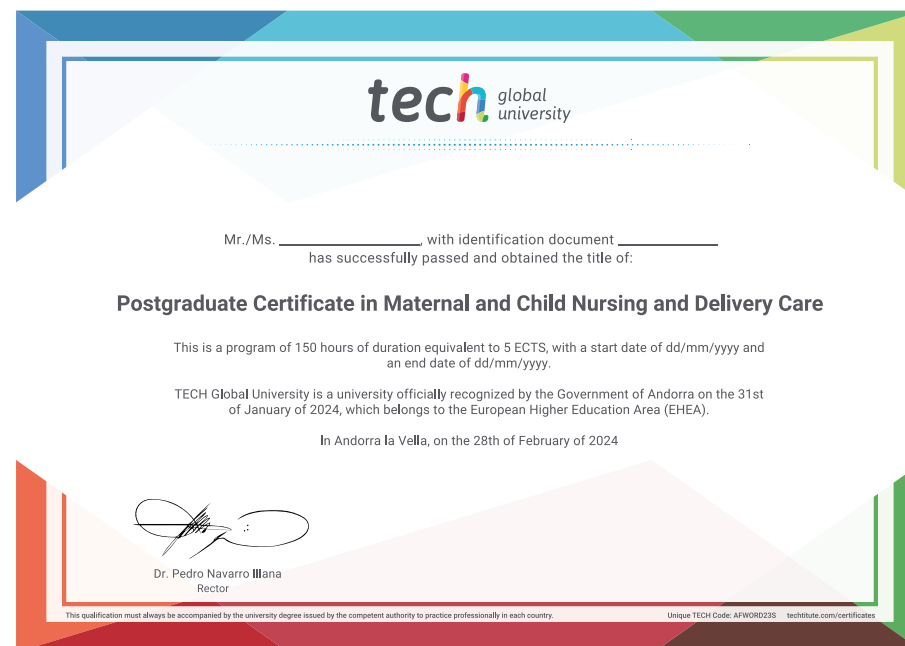 tech global
university
Mr./Ms. ____________, with identification document ____________
has successfully passed and obtained the title of:
Postgraduate Certificate in Maternal and Child Nursing and Delivery Care
This is a program of 150 hours of duration equivalent to 5 ECTS, with a start date of dd/mm/yyyy and
an end date of dd/mm/yyyy.
TECH Global University is a university officially recognized by the Government of Andorra on the 31st
of January of 2024, which belongs to the European Higher Education Area (EHEA).
In Andorra la Vella, on the 28th of February of 2024
Dr. Pedro Navarro Illana
Rector
This qualification must always be accompanied by the university degree issued by the competent authority to practice professionally in each country.
Unique TECH Code: AFWORD23S techtitute.com/certificates